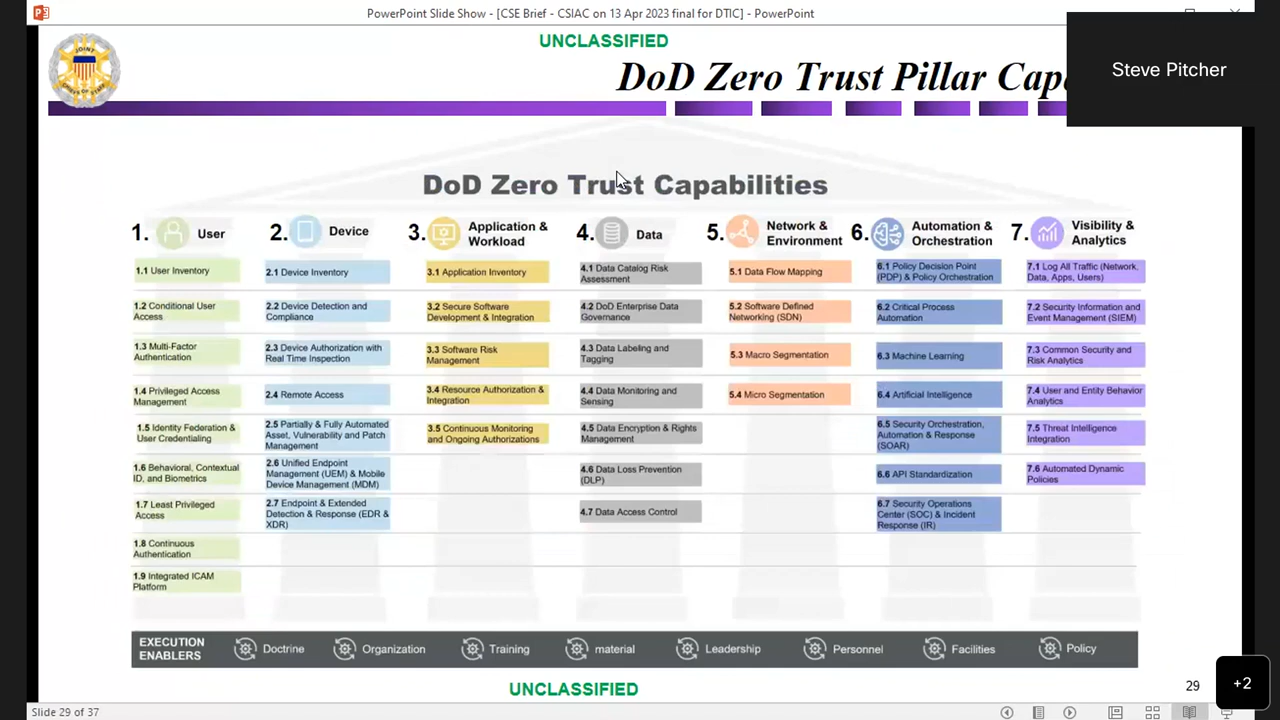 PowerPoint Slide Show - [CSE Brief - CSIAC on 13 Apr 2023 final for DTIC] - PowerPoint
UNCLASSIFIED
JOINT
DoD Zero Trust Pillar Cap
Steve Pitcher
DoD Zero Trust Capabilities
1. User
1.1 User Inventory
1.2 Conditional User
Access
1.3 Multi-Factor
Authentication
1.4 Privileged Access
Management
1.5 Identity Federation &
User Credentialing
1.6 Behavioral, Contextual
ID, and Biometrics
1.7 Least Privileged
Access
1.8 Continuous
Authentication
1.9 Integrated ICAM
Platform
2. Device
2.1 Device Inventory
2.2 Device Detection and
Compliance
2.3 Device Authorization with
Real Time Inspection
2.4 Remote Access
2.5 Partially & Fully Automated
Asset, Vulnerability and Patch
Management
2.6 Unified Endpoint
Management (UEM) & Mobile
Device Management (MDM)
2.7 Endpoint & Extended
Detection & Response (EDR &
XDR)
3. Application &
Workload
3.1 Application Inventory
3.2 Secure Software
Development & Integration
3.3 Software Risk
Management
3.4 Resource Authorization &
Integration
3.5 Continuous Monitoring
and Ongoing Authorizations
4. Data
4.1 Data Catalog Risk
Assessment
4.2 DoD Enterprise Data
Governance
4.3 Data Labeling and
Tagging
4.4 Data Monitoring and
Sensing
4.5 Data Encryption & Rights
Management
4.6 Data Loss Prevention
(DLP)
4.7 Data Access Control
5. Network &
Environment
5.1 Data Flow Mapping
5.2 Software Defined
Networking (SDN)
5.3 Macro Segmentation
5.4 Micro Segmentation
6. Automation &
Orchestration
6.1 Policy Decision Point
(PDP) & Policy Orchestration
6.2 Critical Process
Automation
6.3 Machine Learning
6.4 Artificial Intelligence
6.5 Security Orchestration,
Automation & Response
(SOAR)
6.6 API Standardization
6.7 Security Operations
Center (SOC) & Incident
Response (IR)
7. Visibility &
Analytics
7.1 Log All Traffic (Network,
Data, Apps, Users)
7.2 Security Information and
Event Management (SIEM)
7.3 Common Security and
Risk Analytics
7.4 User and Entity Behavior
Analytics
7.5 Threat Intelligence
Integration
7.6 Automated Dynamic
Policies
EXECUTION
ENABLERS
Doctrine
Organization
Training
material
Leadership
Personnel
Facilities
Policy
UNCLASSIFIED
29
+2
Slide 29 of 37